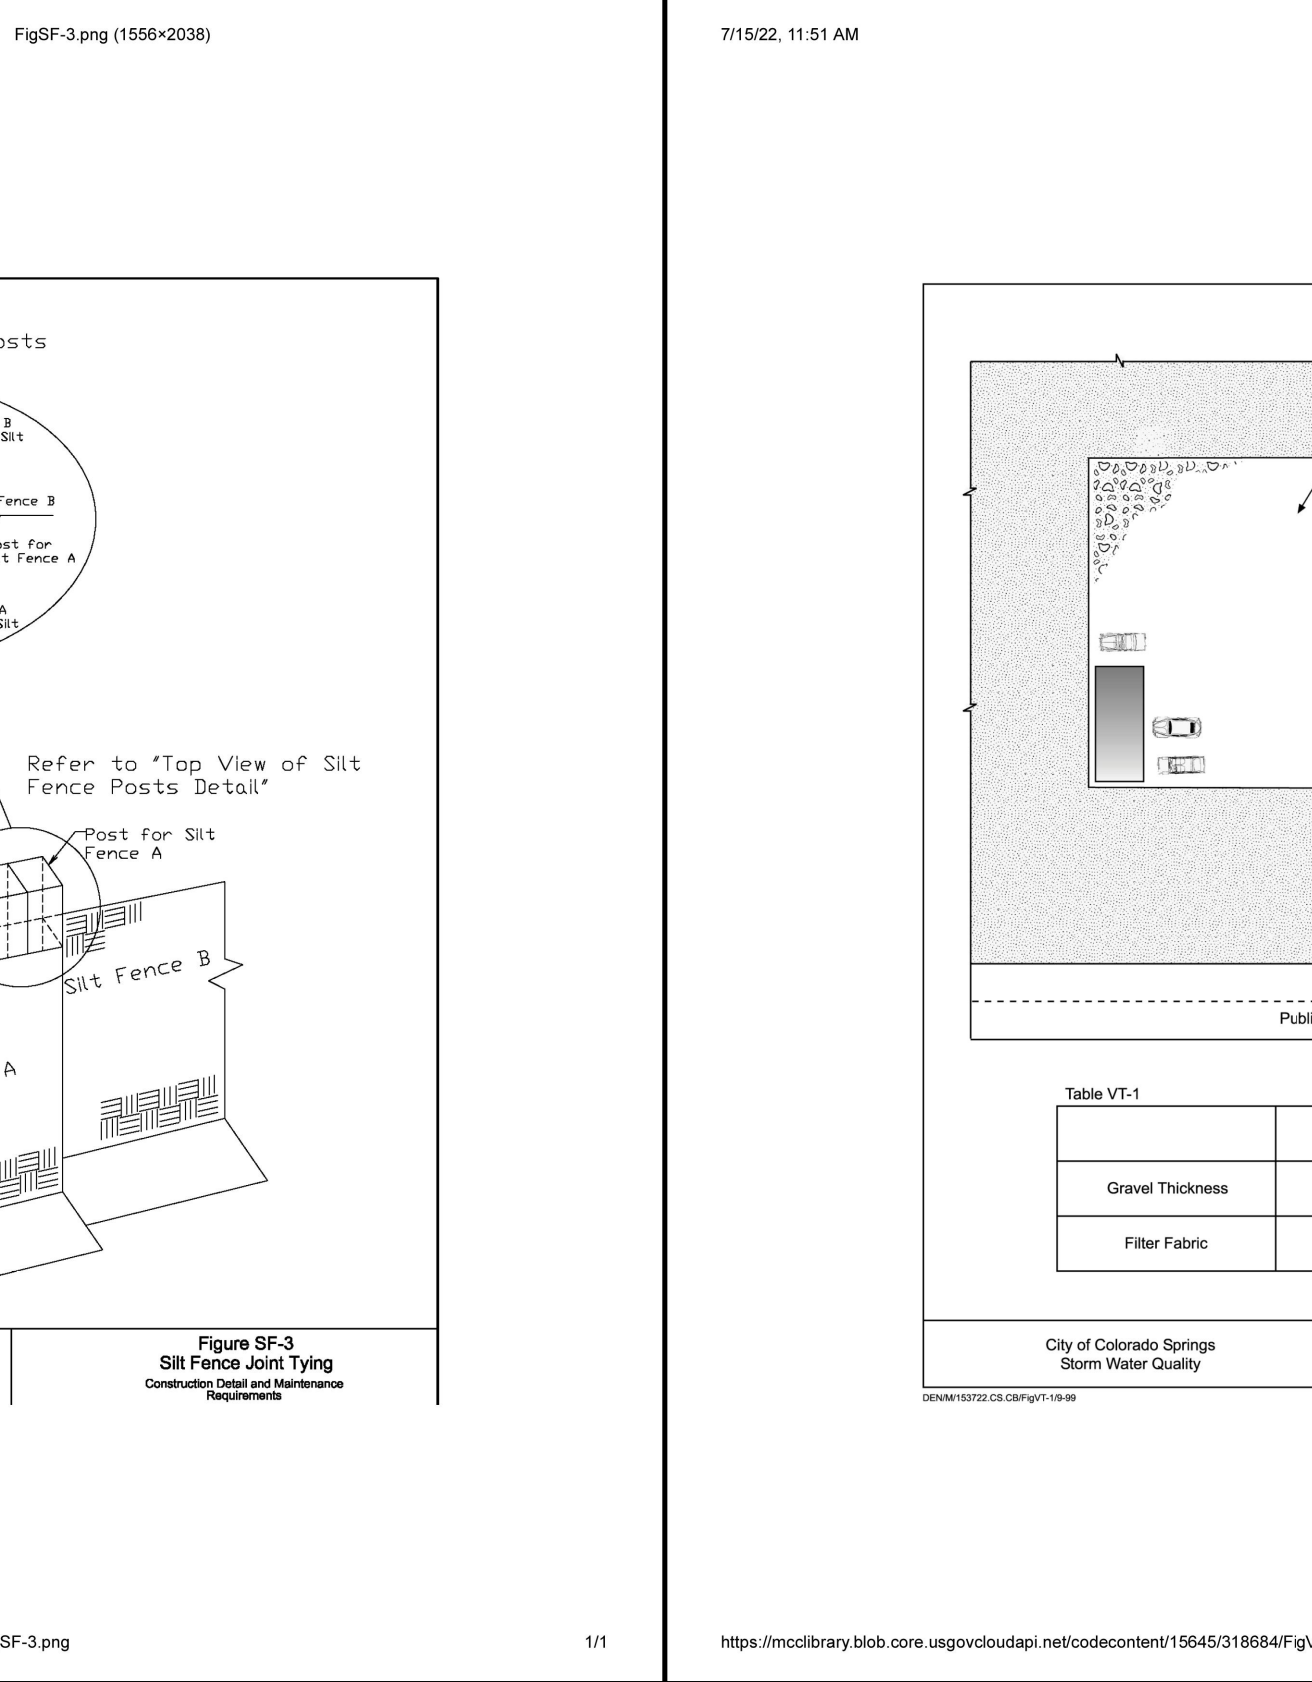 FigSF-3.png (1556×2038)
B
Silt
Fence B
for
t Fence A
A
Silt
Refer to "Top View of Silt
Fence Posts Detail"
Post for Silt
Fence A
Silt Fence B
A
Figure SF-3
Silt Fence Joint Tying
Construction Detail and Maintenance
Requirements
SF-3.png
1/1
7/15/22, 11:51 AM
Table VT-1
Gravel Thickness
Filter Fabric
City of Colorado Springs
Storm Water Quality
DEN/M/153722.CS.CB/FigVT-1/9-99
https://mcclibrary.blob.core.usgovcloudapi.net/codecontent/15645/318684/Fig